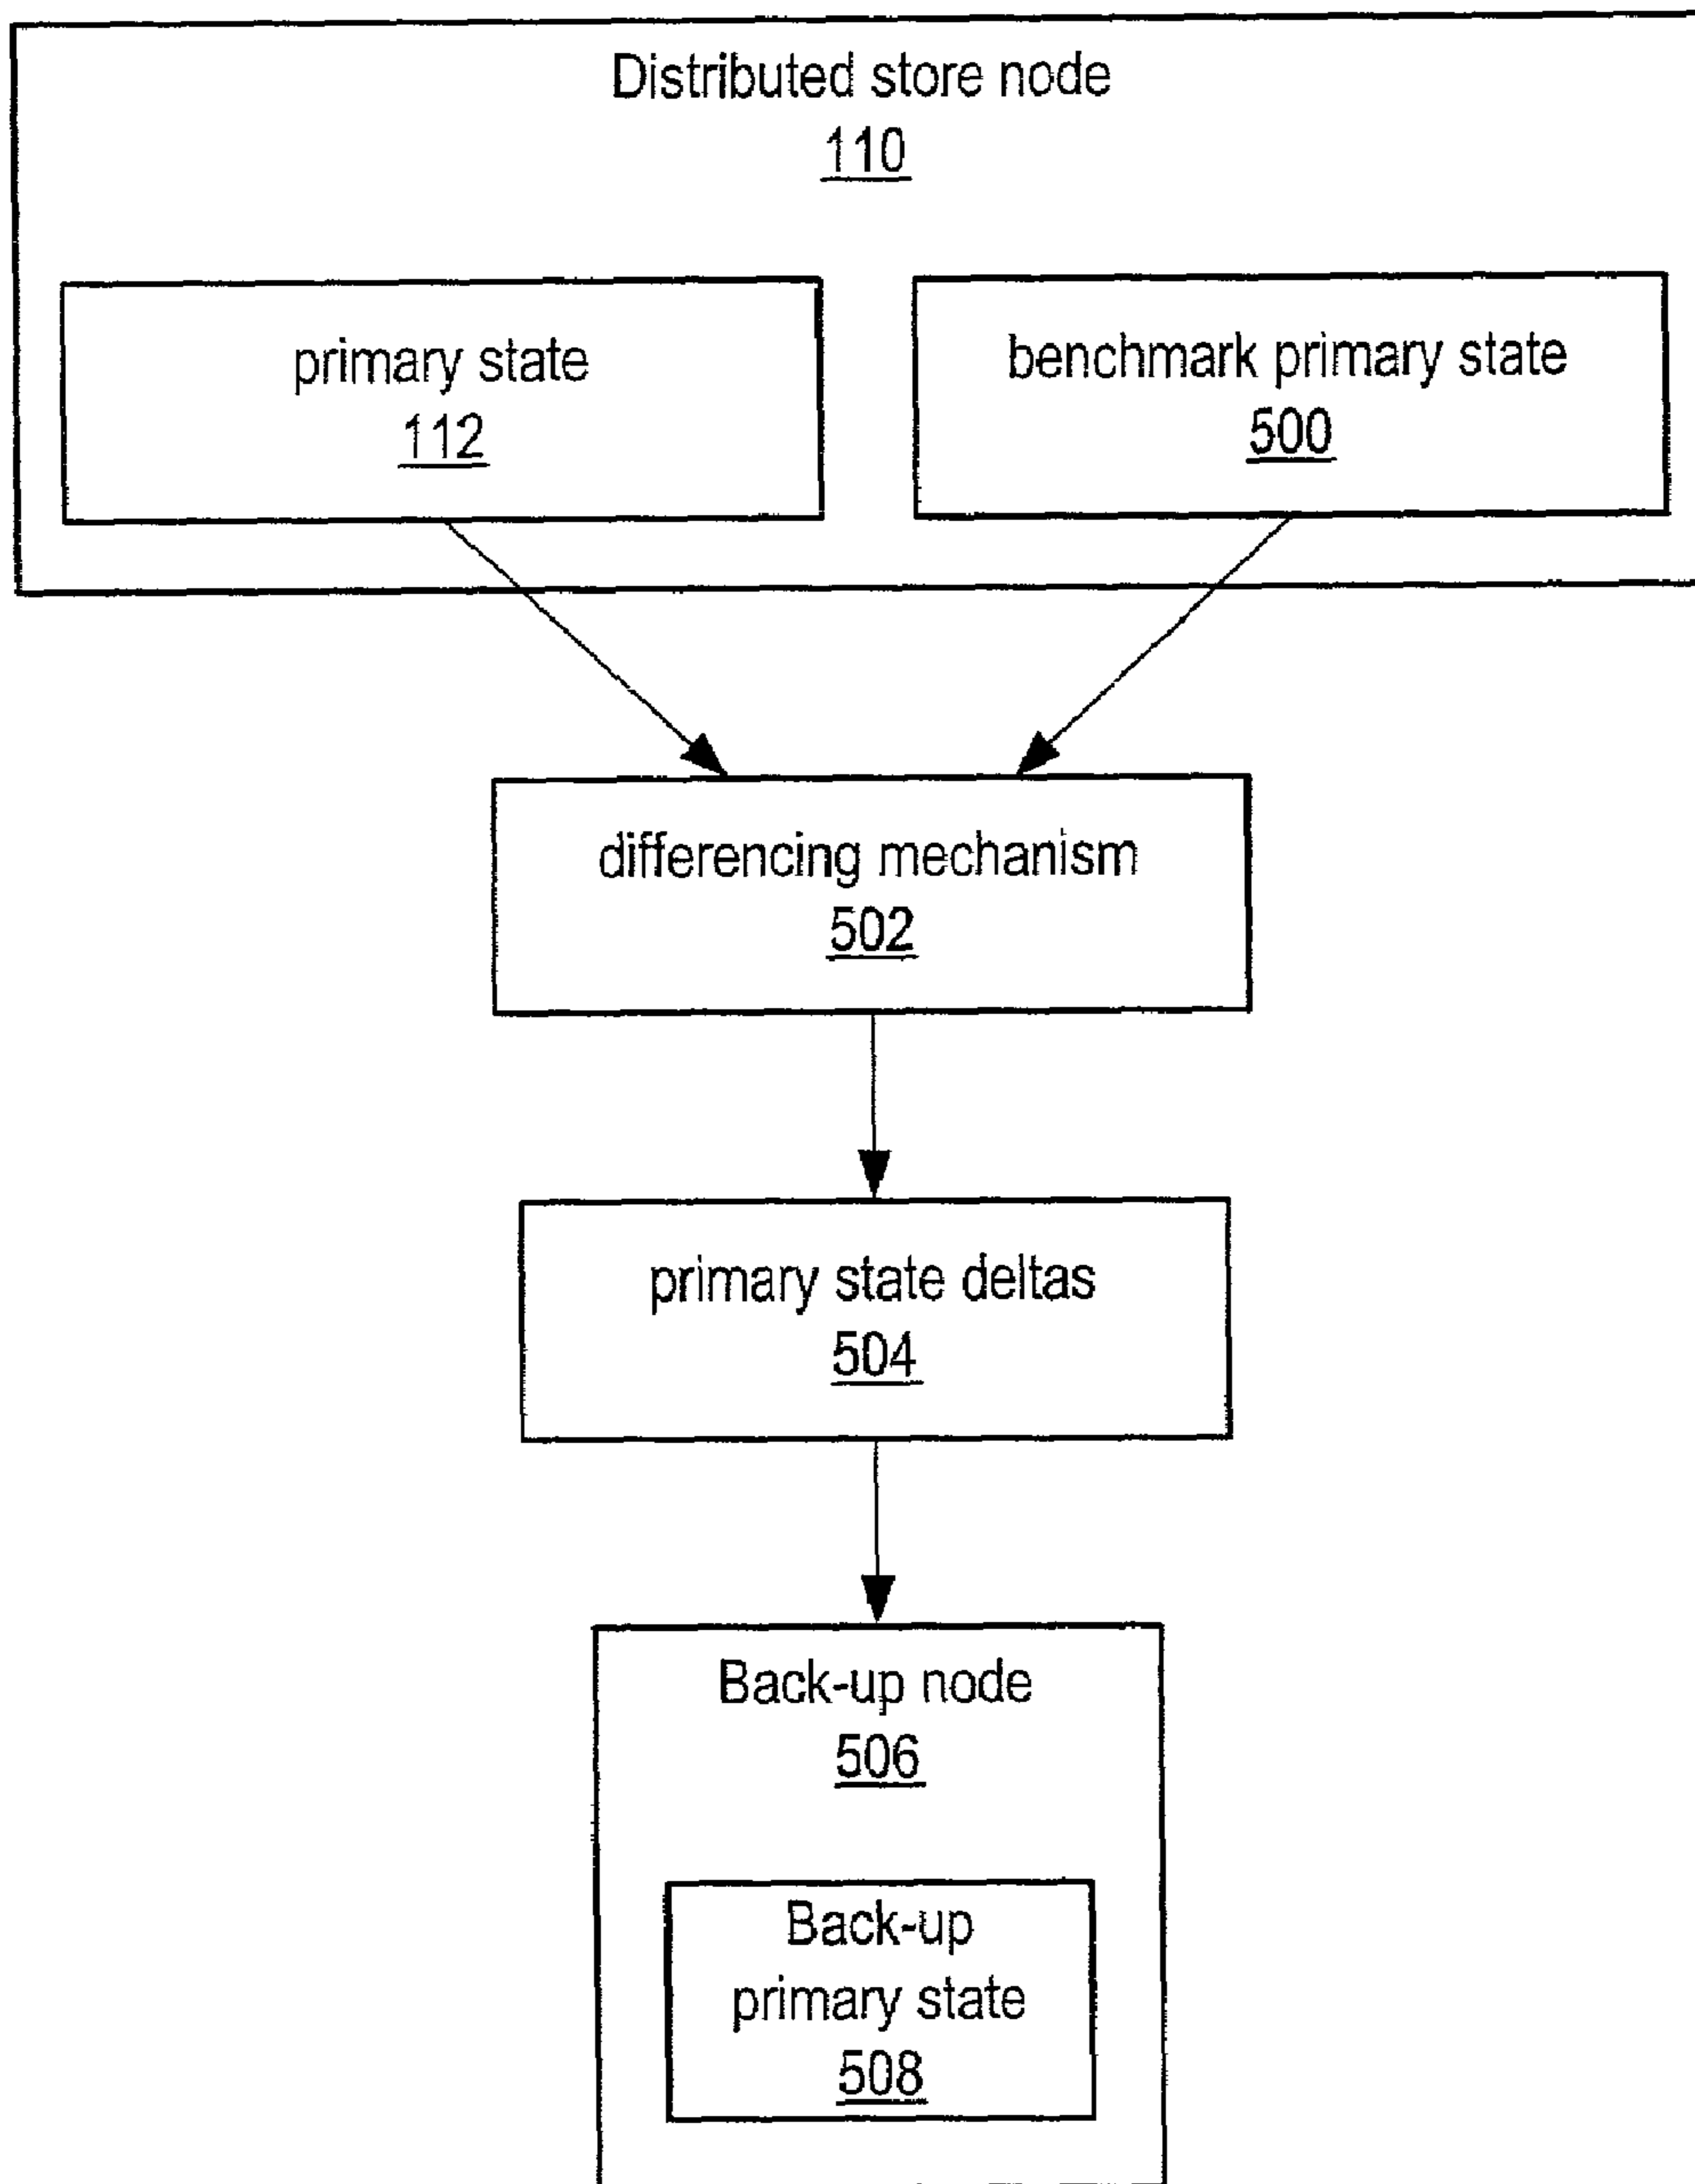 Distributed store node
110
primary state
112
benchmark primary state
500
differencing mechanism
502
primary state deltas
504
Back-up node
506
Back-up
primary state
508